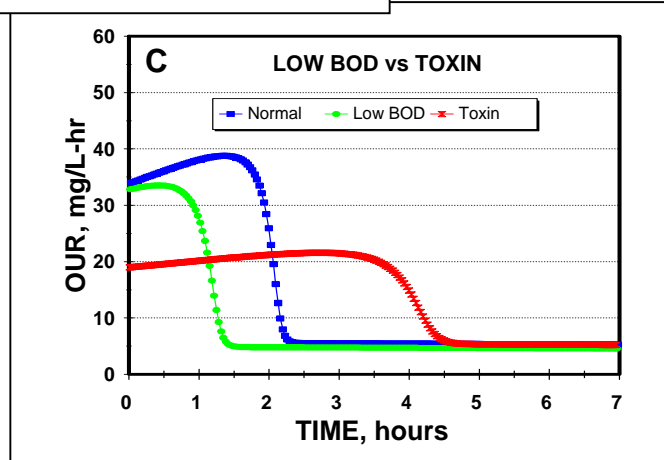 C
LOW BOD vs TOXIN
Normal Low BOD Toxin
OUR, mg/L-hr
60
50
40
30
20
10
0
0 1 2 3 4 5 6 7
TIME, hours